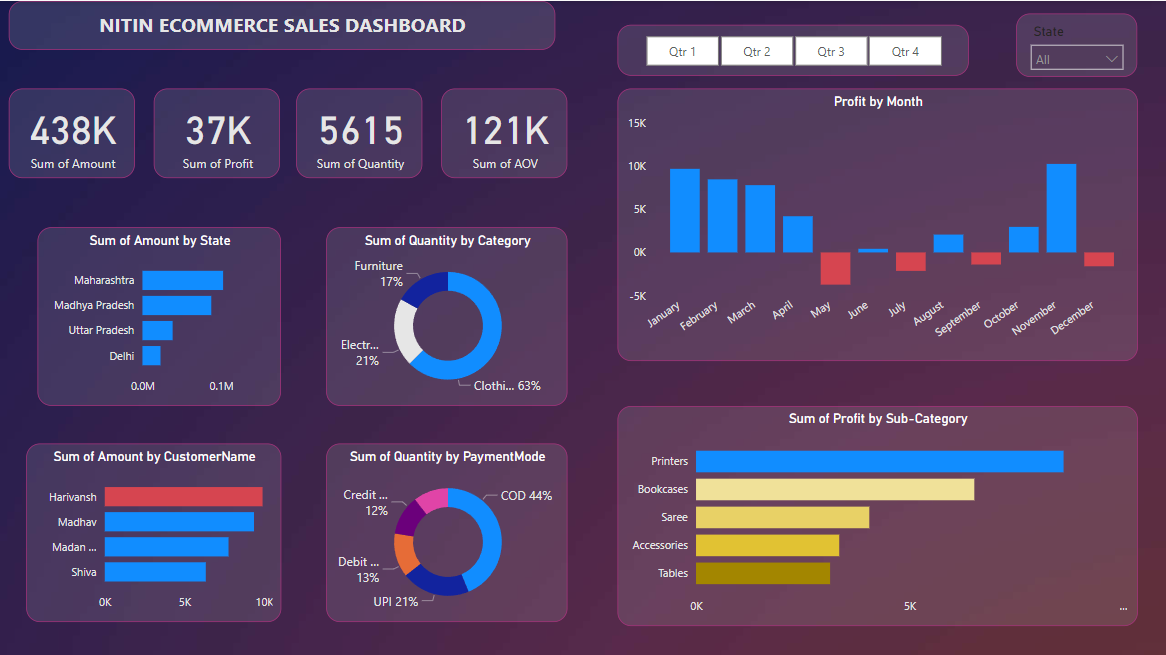 NITIN ECOMMERCE SALES DASHBOARD
Qtr 1
Qtr 2
Qtr 3
Qtr 4
State
All
438K
Sum of Amount
37K
Sum of Profit
5615
Sum of Quantity
121K
Sum of AOV
Profit by Month
15K
10K
5K
0K
-5K
January
February
March
April
May
June
July
August
September
October
November
December
Sum of Amount by State
Maharashtra
Madhya Pradesh
Uttar Pradesh
Delhi
0.0M
0.1M
Sum of Quantity by Category
Furniture
17%
Electr...
21%
Clothi... 63%
Sum of Amount by CustomerName
Harivansh
Madhav
Madan ...
Shiva
0K
5K
10K
Sum of Quantity by PaymentMode
Credit ...
12%
COD 44%
Debit ...
13%
UPI 21%
Sum of Profit by Sub-Category
Printers
Bookcases
Saree
Accessories
Tables
0K
5K
...